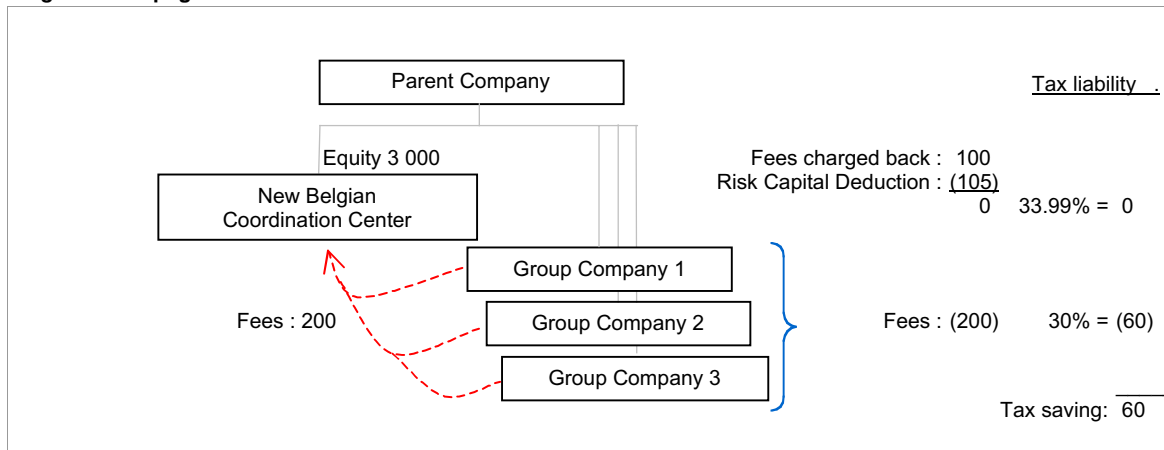 Parent Company
Tax liability .
Equity 3 000
Fees charged back : 100
Risk Capital Deduction : (105)
0 33.99% = 0
New Belgian
Coordination Center
Group Company 1
Fees : 200
Group Company 2
Fees : (200) 30% = (60)
Group Company 3
Tax saving: 60